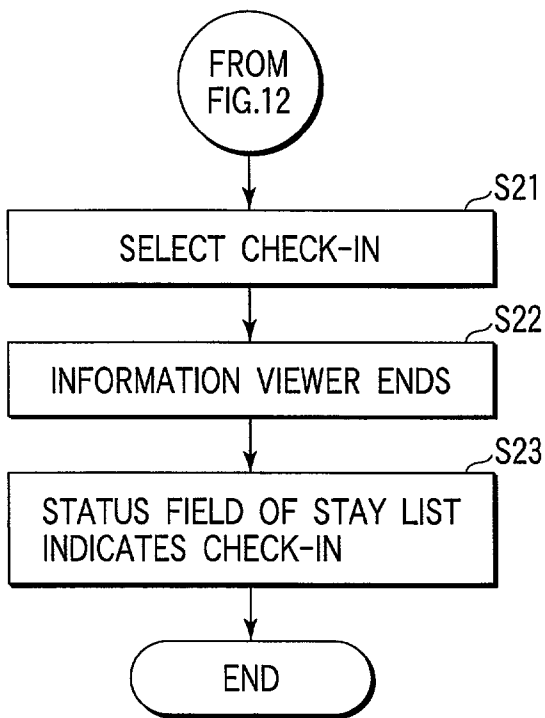 FROM
FIG.12
S21
SELECT CHECK-IN
S22
INFORMATION VIEWER ENDS
S23
STATUS FIELD OF STAY LIST
INDICATES CHECK-IN
END